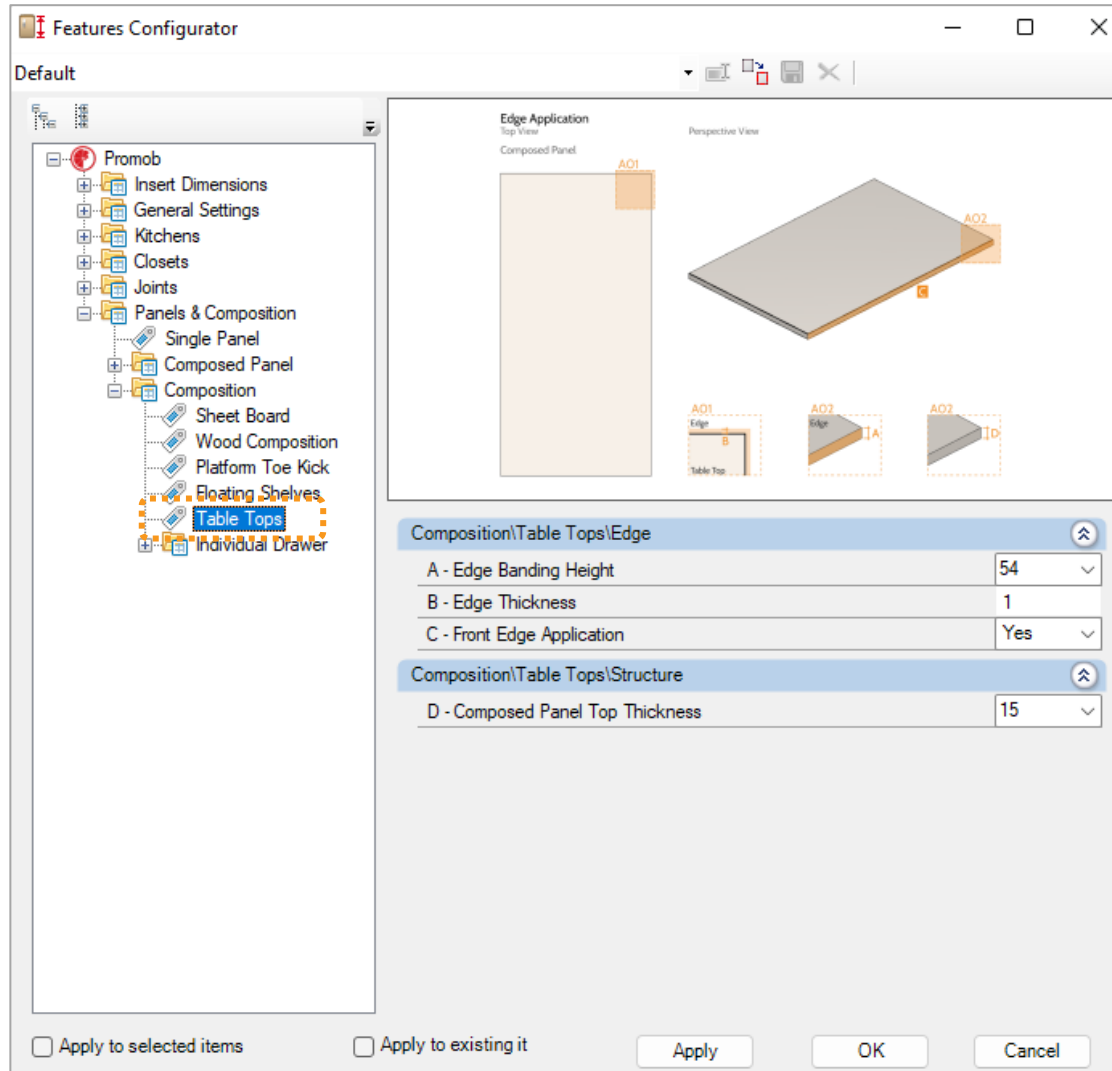 Features Configurator
Default
Promob
Insert Dimensions
General Settings
Kitchens
Closets
Joints
Panels & Composition
Single Panel
Composed Panel
Composition
Sheet Board
Wood Composition
Platform Toe Kick
Floating Shelves
Table Tops
Individual Drawer
Edge Application
Top View
Perspective View
Composed Panel
AO1
AO2
C
AO1
AO2
AO2
Edge
Edge
B
A
D
Table Top
Composition\Table Tops\Edge
A - Edge Banding Height 54
B - Edge Thickness 1
C - Front Edge Application Yes
Composition\Table Tops\Structure
D - Composed Panel Top Thickness 15
Apply to selected items
Apply to existing it
Apply
OK
Cancel